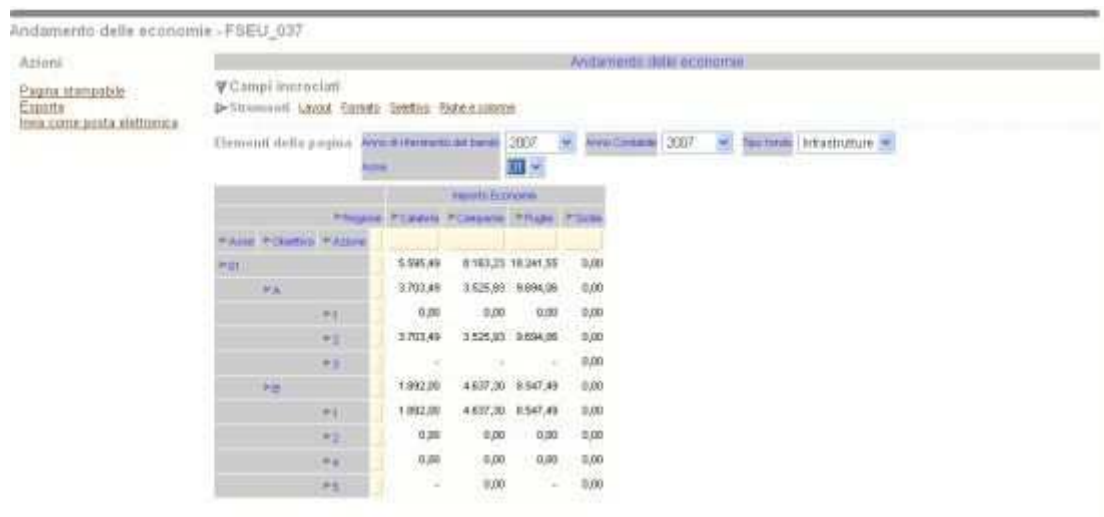 Andamento delle economie - FSEU_037
Azioni
Andamento delle economie
Pagina stampabile
Esporta
Invia come posta elettronica
Campi incrociati
Strumenti Layout Formato Selettivo Righe e colonne
Elementi della pagina Anno di riferimento del bando 2007 Anno Contabile 2007 Tipo fondo Infrastrutture
01
Importo Economie
Regione Calabria Campania Puglia Sicilia
Asse Obiettivo Azione
01 5.595,49 8.163,23 18.241,55 0,00
A 3.703,49 3.525,93 9.694,06 0,00
1 0,00 0,00 0,00 0,00
2 3.703,49 3.525,93 9.694,06 0,00
3 - - - 0,00
B 1.892,00 4.637,30 8.547,49 0,00
1 1.892,00 4.637,30 8.547,49 0,00
2 0,00 0,00 0,00 0,00
4 0,00 0,00 0,00 0,00
5 - 0,00 - 0,00